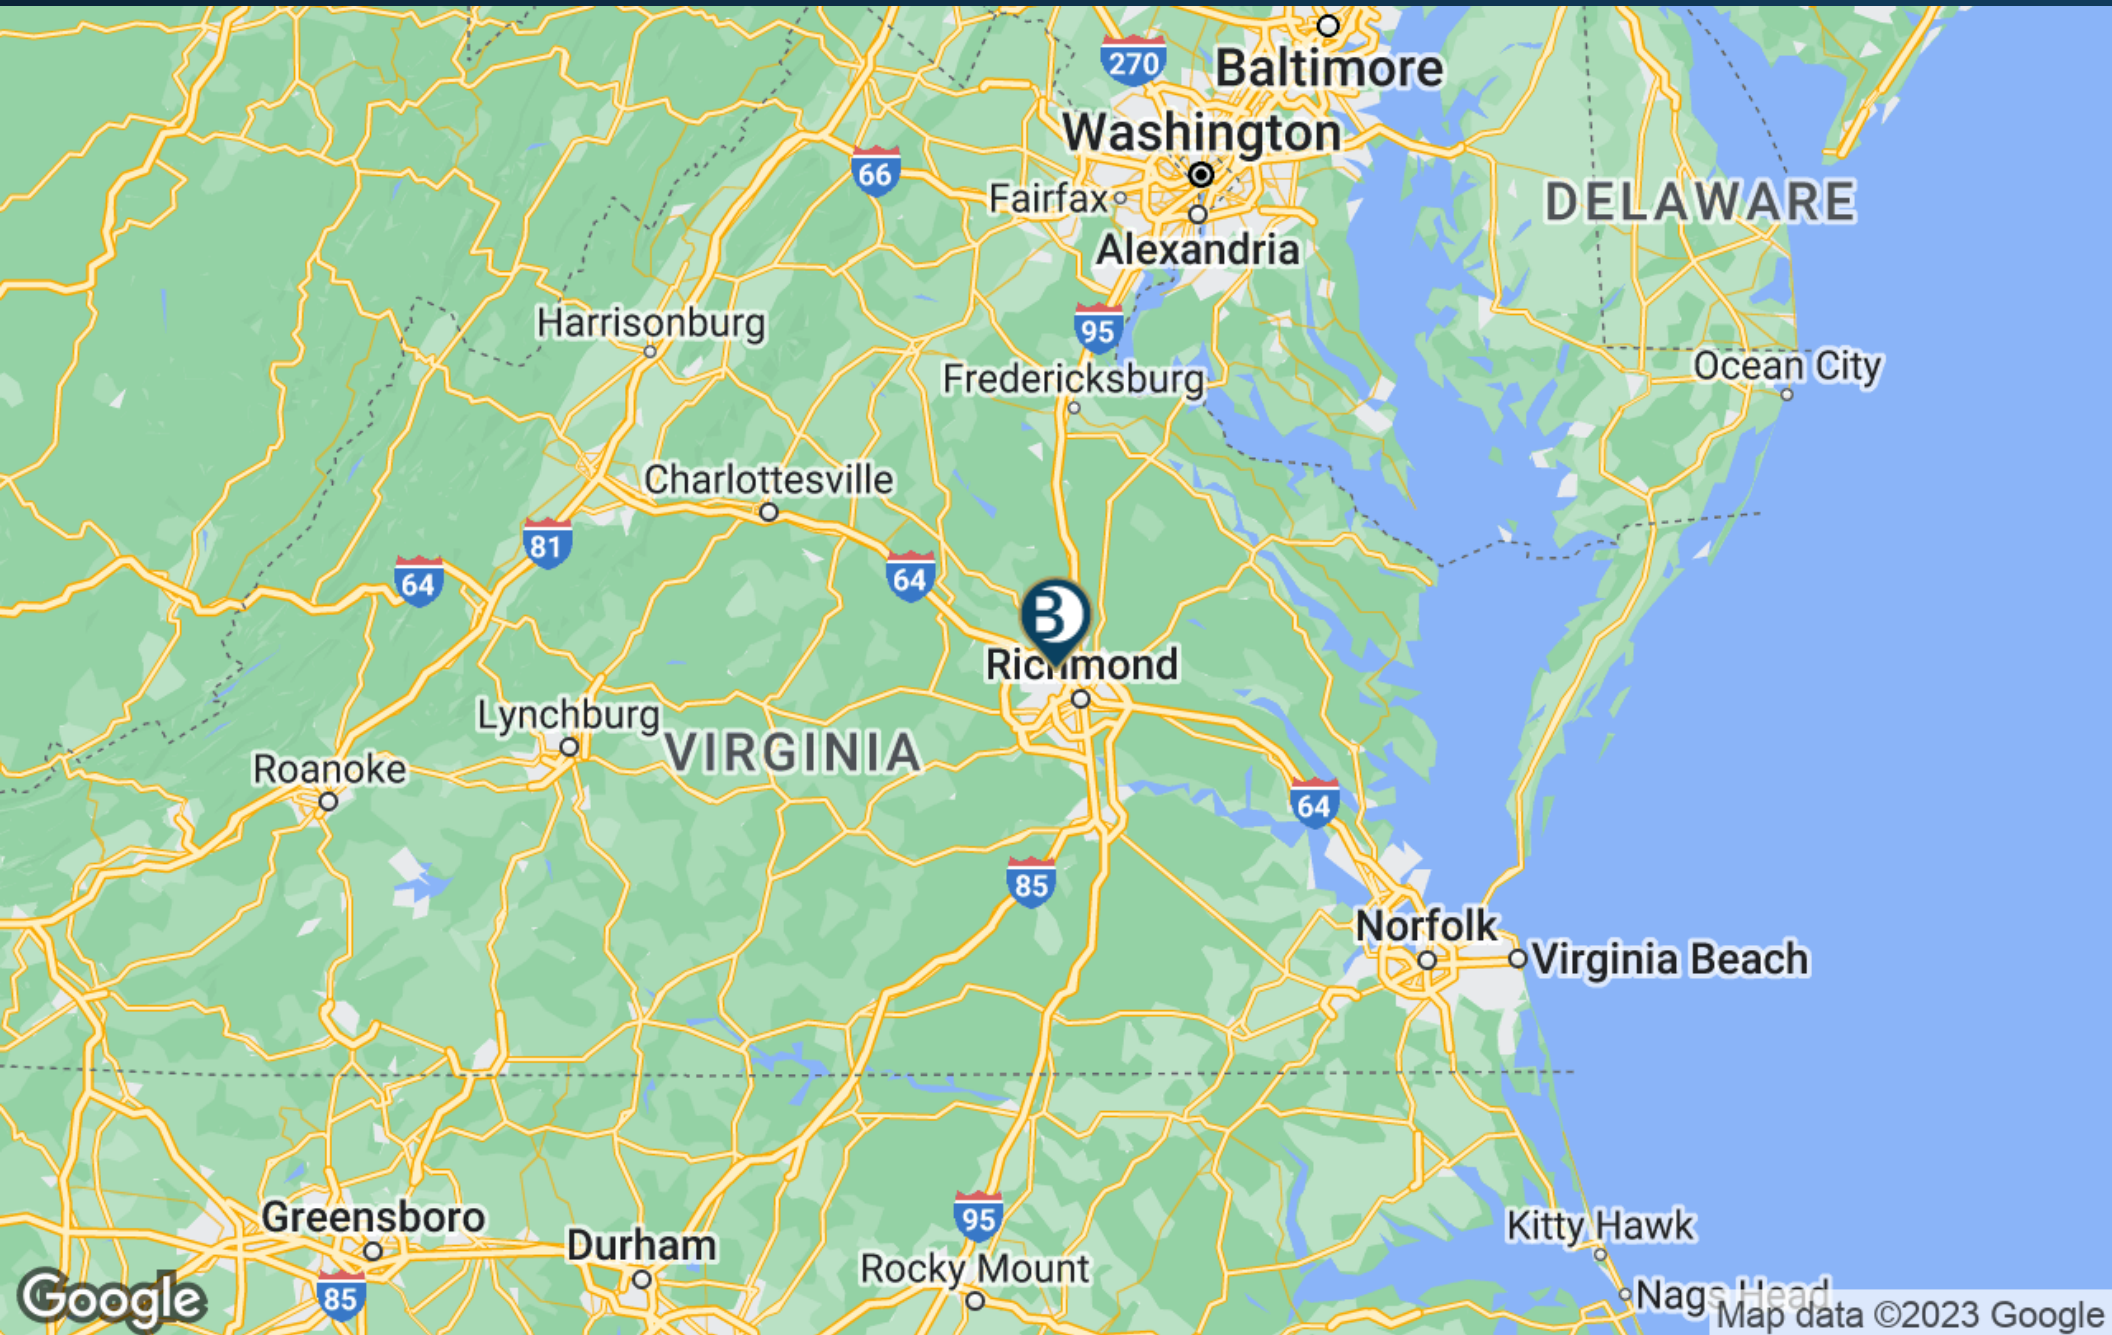 270
Baltimore
Washington
66
Fairfax
DELAWARE
Alexandria
Harrisonburg
95
Ocean City
Fredericksburg
Charlottesville
81
64
64
B
Richmond
Lynchburg
VIRGINIA
Roanoke
64
85
Norfolk
Virginia Beach
95
Greensboro
Kitty Hawk
Durham
Rocky Mount
Google
85
Nags Head
Map data ©2023 Google